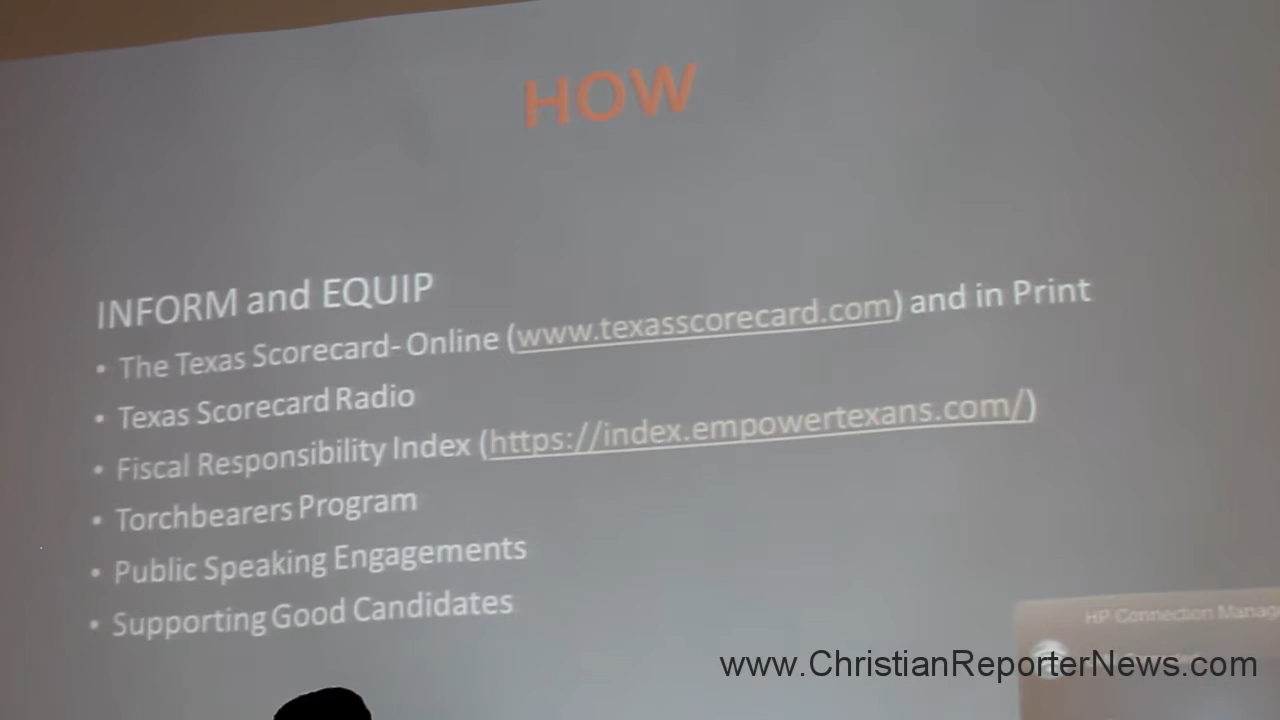 HOW
INFORM and EQUIP
• The Texas Scorecard- Online (www.texasscorecard.com) and in Print
• Texas Scorecard Radio
• Fiscal Responsibility Index (https://index.empowertexans.com/)
• Torchbearers Program
• Public Speaking Engagements
• Supporting Good Candidates
HP Connection Manag
www.ChristianReporterNews.com